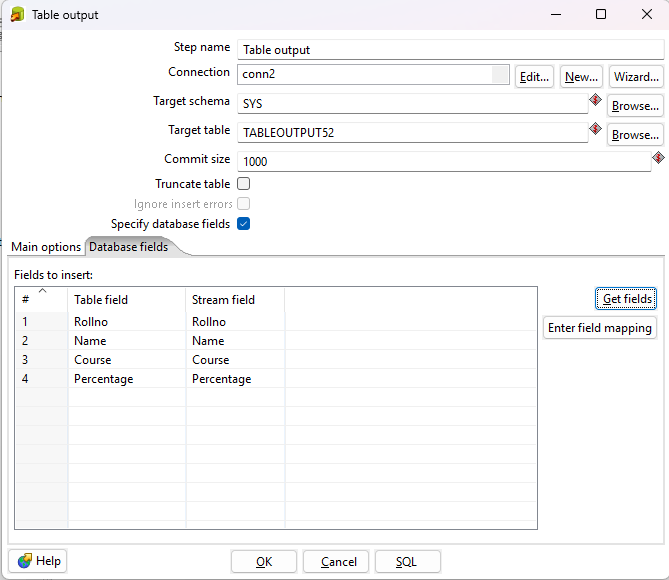 Table output
Step name Table output
Connection conn2 Edit... New... Wizard...
Target schema SYS Browse...
Target table TABLEOUTPUT52 Browse...
Commit size 1000
Truncate table
Ignore insert errors
Specify database fields
Main options Database fields
Fields to insert:
# Table field Stream field Get fields
1 Rollno Rollno Enter field mapping
2 Name Name
3 Course Course
4 Percentage Percentage
Help OK Cancel SQL